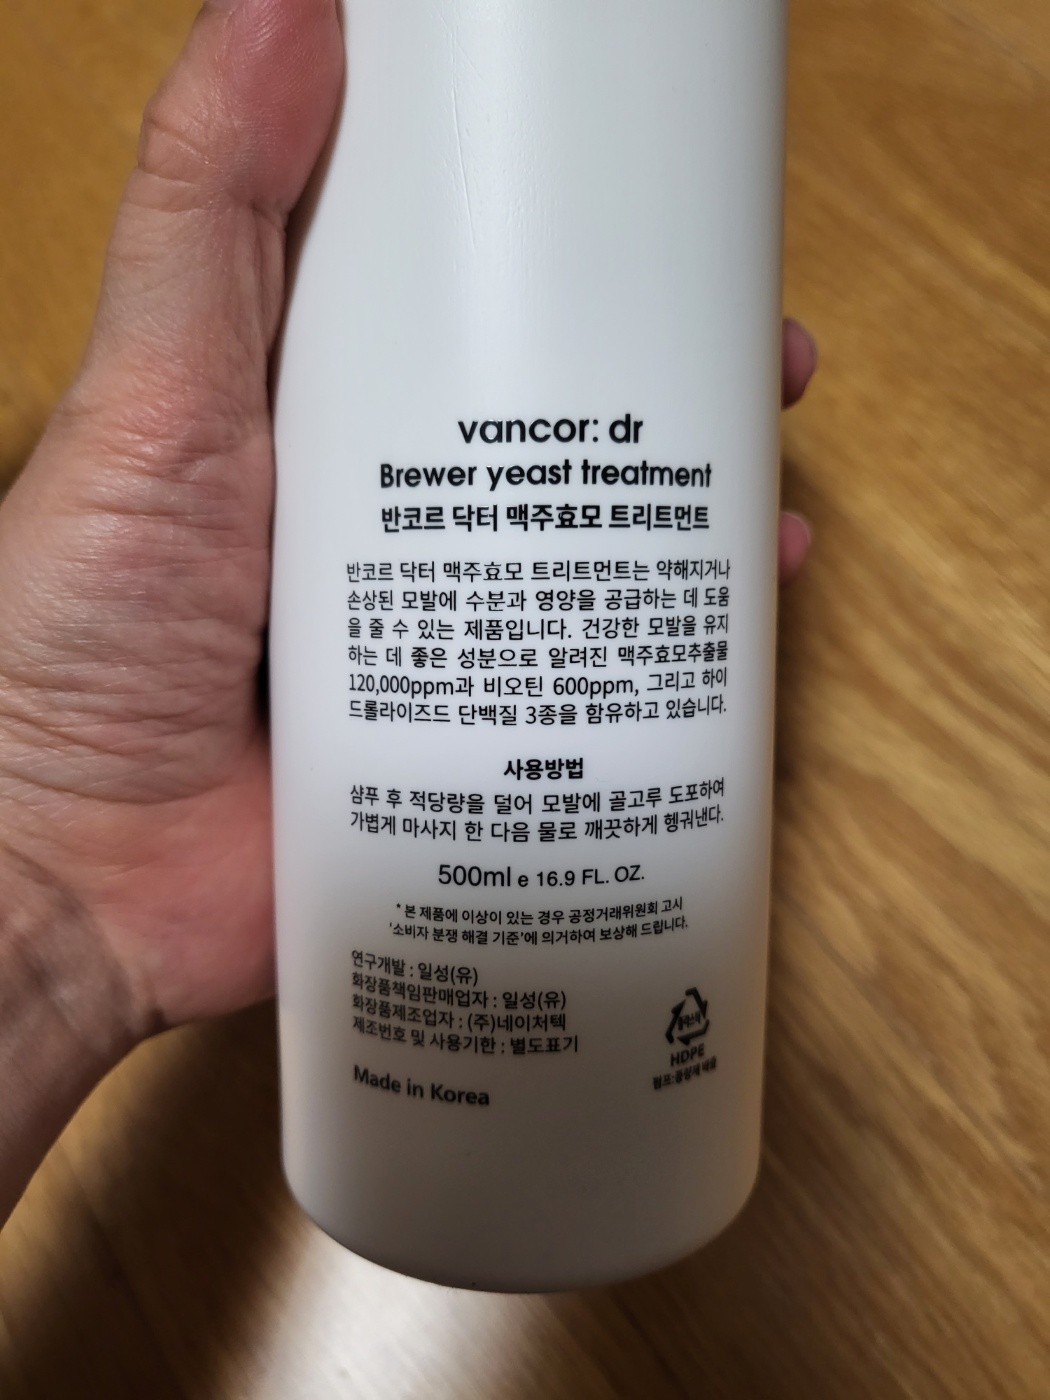 vancor: dr
Brewer yeast treatment
반코르 닥터 맥주효모 트리트먼트
반코르 닥터 맥주효모 트리트먼트는 약해지거나
손상된 모발에 수분과 영양을 공급하는 데 도움
을 줄 수 있는 제품입니다. 건강한 모발을 유지
하는 데 좋은 성분으로 알려진 맥주효모추출물
120,000ppm과 비오틴 600ppm, 그리고 하이
드롤라이즈드 단백질 3종을 함유하고 있습니다.
사용방법
샴푸 후 적당량을 덜어 모발에 골고루 도포하여
가볍게 마사지 한 다음 물로 깨끗하게 헹궈낸다.
500ml e 16.9 FL. OZ.
* 본 제품에 이상이 있는 경우 공정거래위원회 고시
'소비자 분쟁 해결 기준'에 의거하여 보상해 드립니다.
연구개발 : 일성(유)
화장품책임판매업자 : 일성(유)
화장품제조업자 : (주)네이처텍
제조번호 및 사용기한 : 별도표기
플라스틱
HDPE
펌프:종량제 배출
Made in Korea